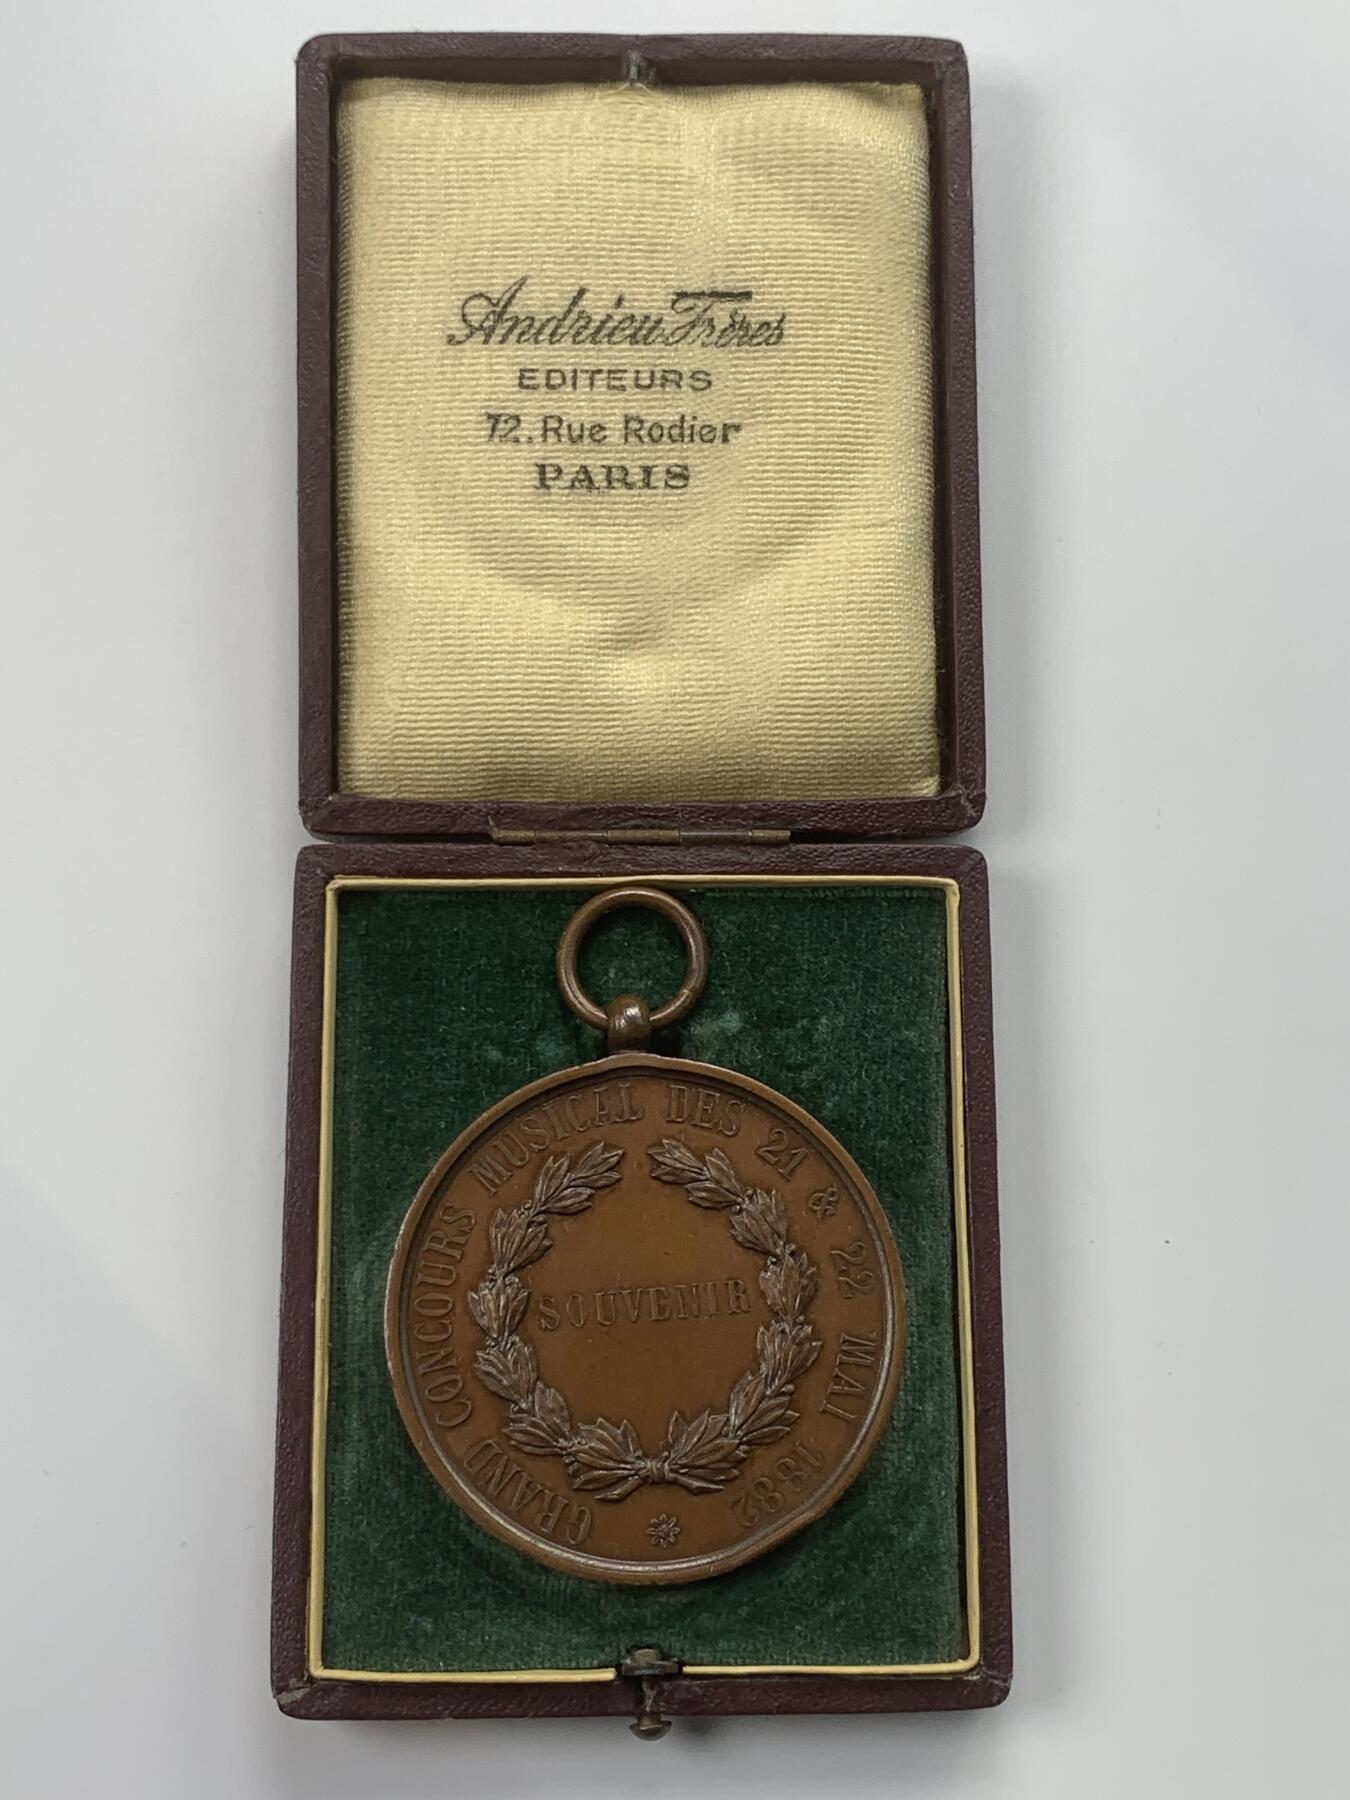 Andrieu Frères
EDITEURS
72. Rue Rodier
PARIS
GRAND CONCOURS MUSICAL DES 21 & 22 MAI 1882
SOUVENIR